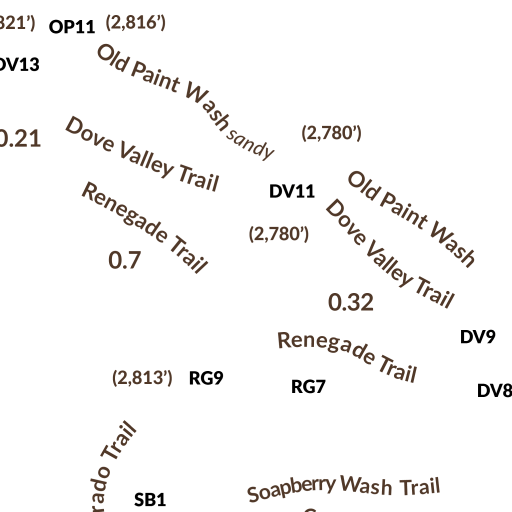 821’)
OP11
(2,816’)
DV13
Old Paint Wash
sandy
0.21
Dove Valley Trail
(2,780’)
DV11
Old Paint Wash
Renegade Trail
Dove Valley Trail
(2,780’)
0.7
0.32
DV9
Renegade Trail
(2,813’)
RG9
RG7
DV8
rado Trail
SB1
Soapberry Wash Trail